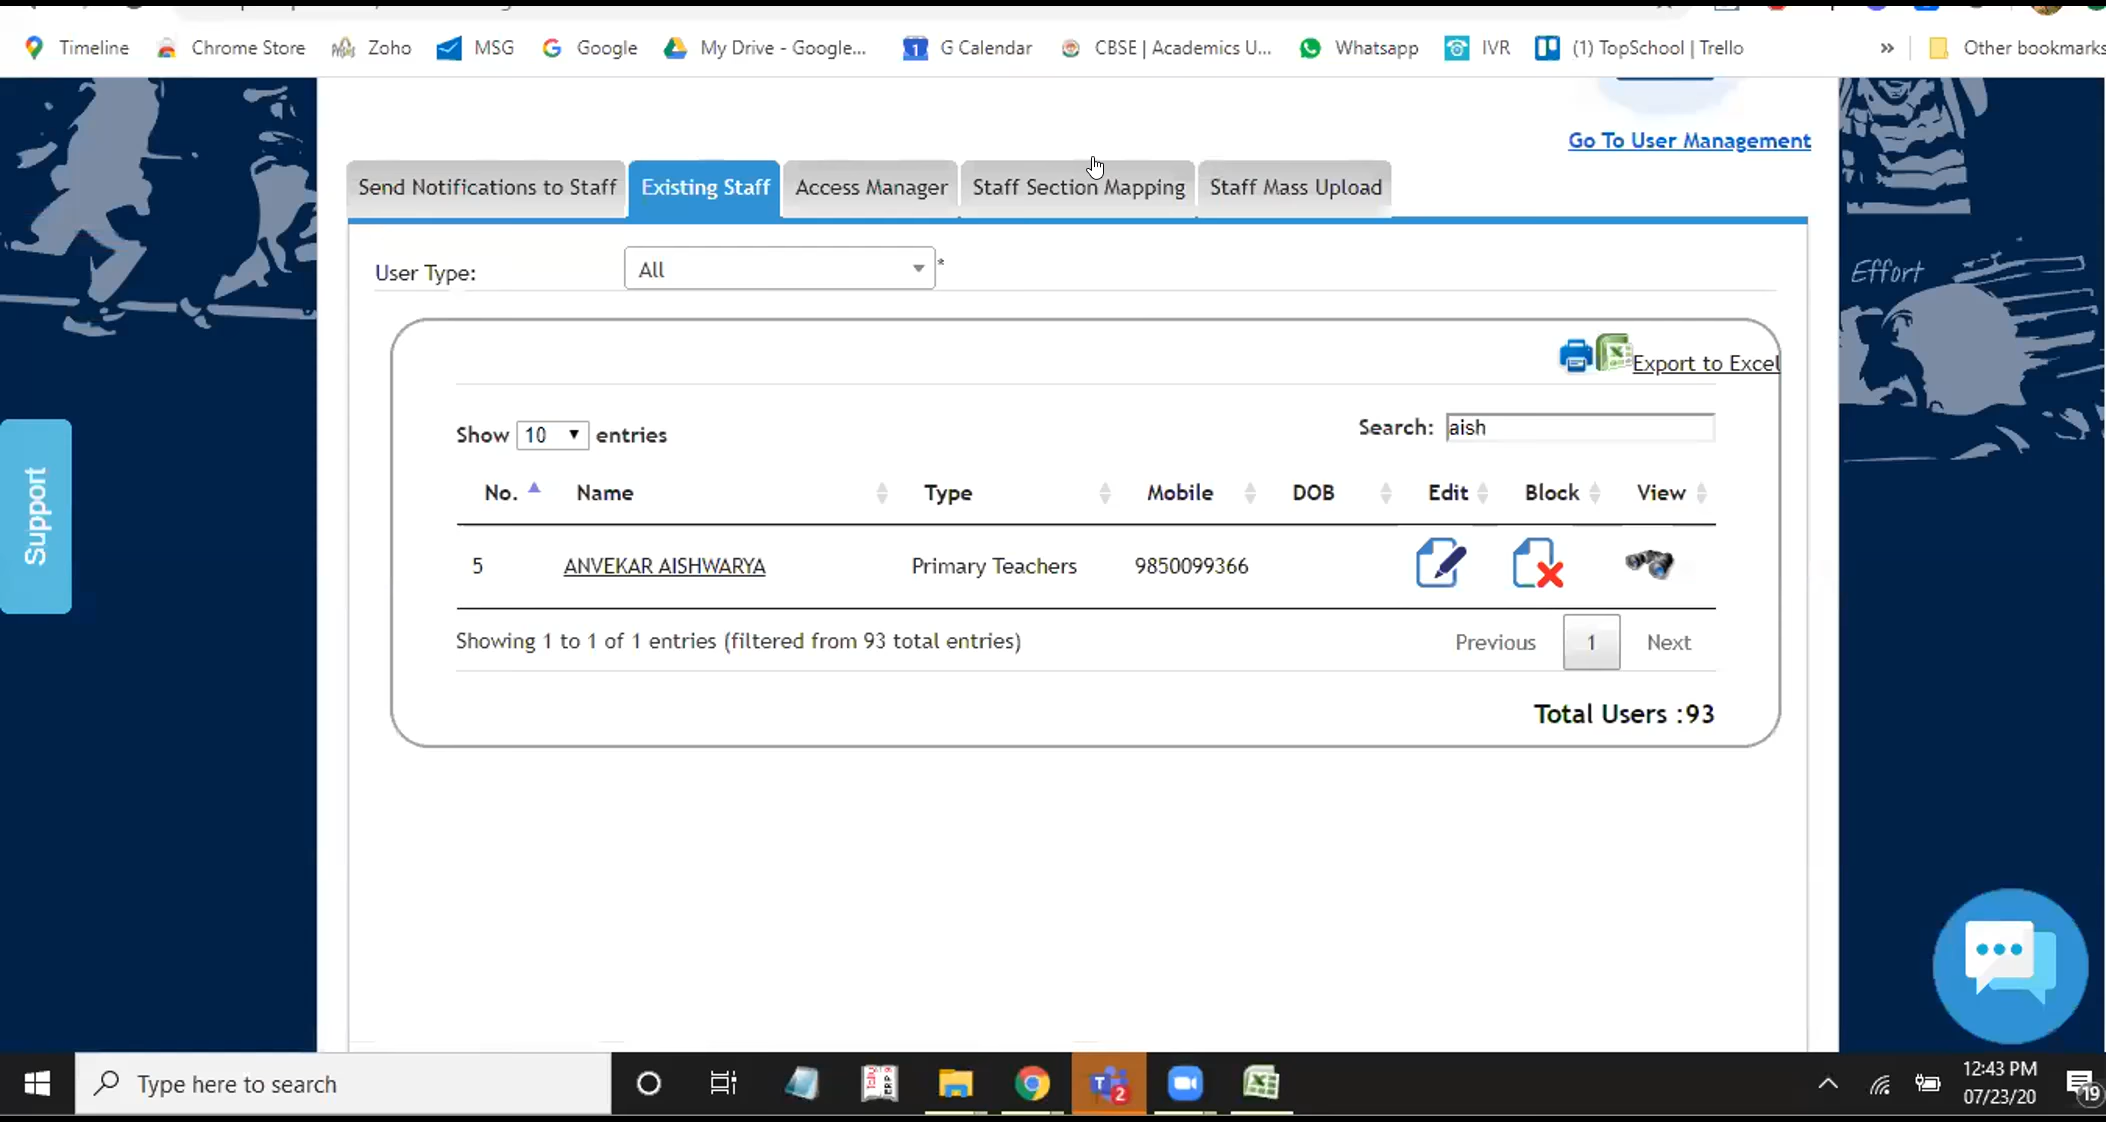 Timeline Chrome Store Zoho MSG Google My Drive - Google... 1 G Calendar CBSE | Academics U... Whatsapp IVR (1) TopSchool | Trello » Other bookmarks
Go To User Management
Send Notifications to Staff Existing Staff Access Manager Staff Section Mapping Staff Mass Upload
User Type: All *
Effort
Export to Excel
Show 10 entries Search: aish
No. Name Type Mobile DOB Edit Block View
5 ANVEKAR AISHWARYA Primary Teachers 9850099366
Showing 1 to 1 of 1 entries (filtered from 93 total entries) Previous 1 Next
Total Users :93
Support
Type here to search
T 2
12:43 PM
07/23/20
19